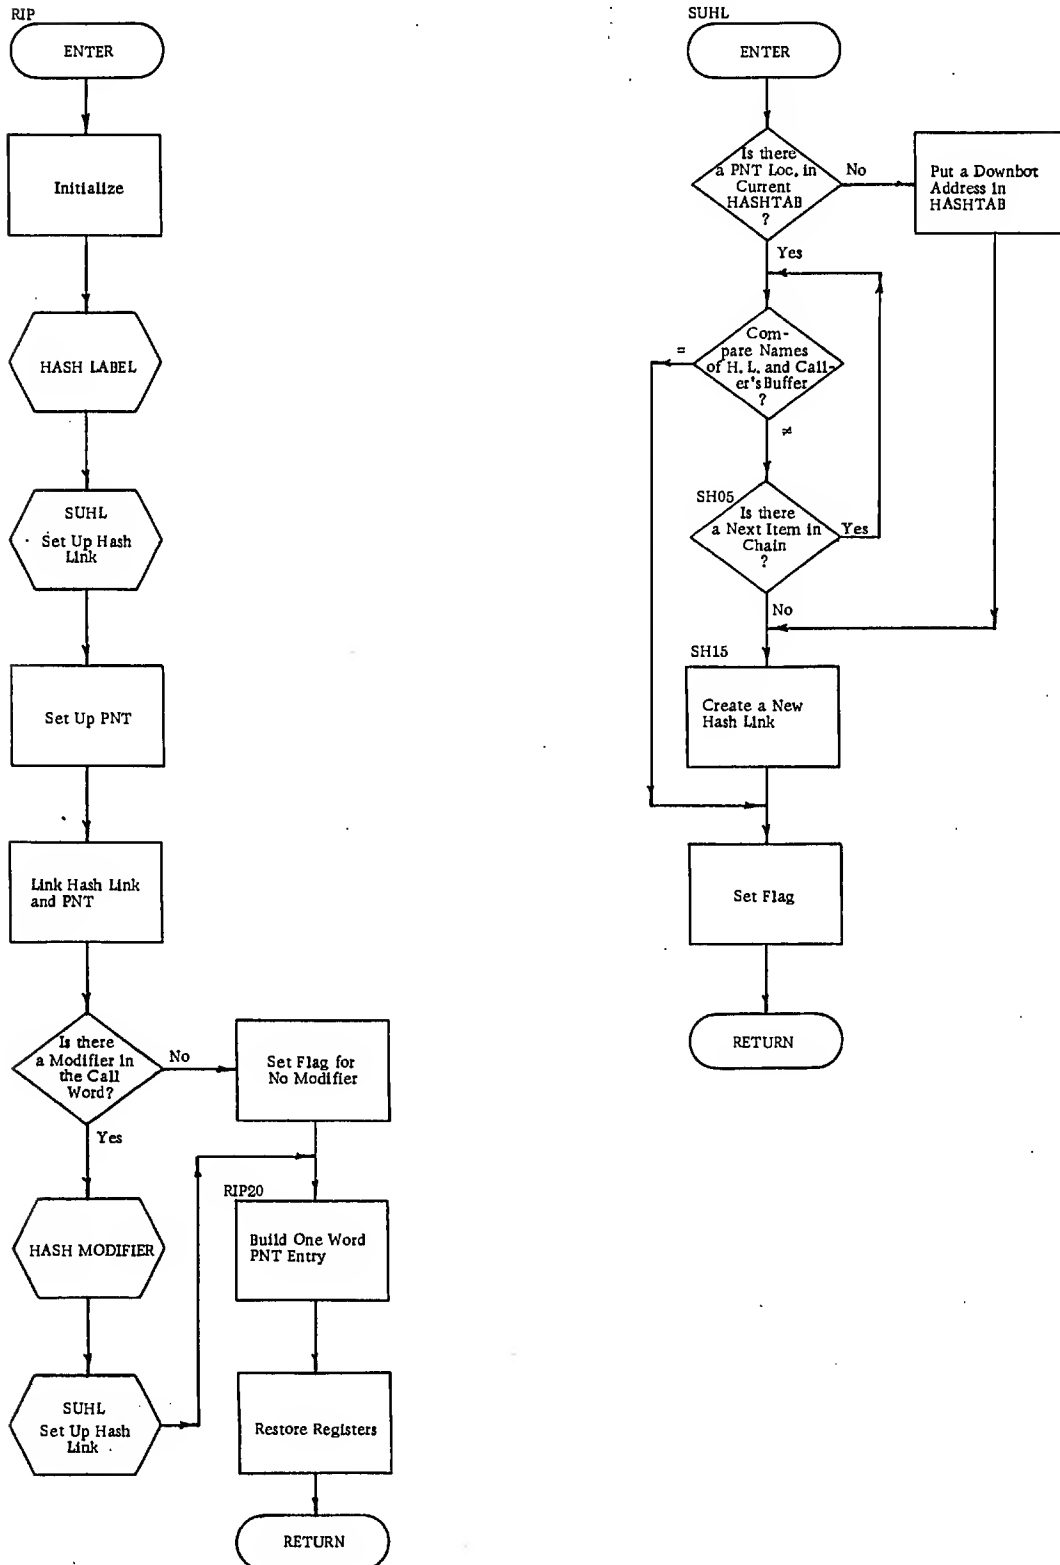 RIP
ENTER
Initialize
HASH LABEL
SUHL
Set Up Hash
Link
Set Up PNT
Link Hash Link
and PNT
Is there
a Modifier in
the Call
Word?
No
Set Flag for
No Modifier
Yes
HASH MODIFIER
SUHL
Set Up Hash
Link
RIP20
Build One Word
PNT Entry
Restore Registers
RETURN
SUHL
ENTER
Is there
a PNT Loc. in
Current
HASHTAB
?
No
Put a Downbot
Address in
HASHTAB
Yes
Com-
pare Names
of H. L. and Call-
er's Buffer
?
=
≠
SH05
Is there
a Next Item in
Chain
?
Yes
No
SH15
Create a New
Hash Link
Set Flag
RETURN